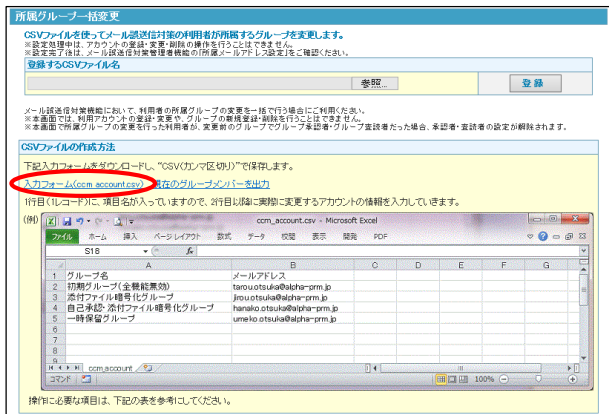 所属グループ一括変更
CSVファイルを使ってメール誤送信対策の利用者が所属するグループを変更します。
※設定処理中は、アカウントの登録・変更・削除の操作を行うことはできません。
※設定完了後は、メール誤送信対策管理者機能の「所属メールアドレス設定」をご確認ください。
登録するCSVファイル名
参照...
登録
メール誤送信対策機能において、利用者の所属グループの変更を一括で行う場合にご利用ください。
※本画面では、利用アカウントの登録・変更や、グループの新規登録・削除を行うことはできません。
※本画面で所属グループの変更を行った利用者が、変更前のグループでグループ承認者・グループ査読者だった場合、承認者・査読者の設定が解除されます。
CSVファイルの作成方法
下記入力フォームをダウンロードし、"CSV(カンマ区切り)"で保存します。
入力フォーム(ccm_account.csv) 現在のグループメンバーを出力
1行目(1レコード)に、項目名が入っていますので、2行目以降に実際に変更するアカウントの情報を入力していきます。
(例)
ccm_account.csv - Microsoft Excel
ファイル ホーム 挿入 ページレイアウト 数式 データ 校閲 表示 開発 PDF
S18 fx
A B C D E F G
1 グループ名 メールアドレス
2 初期グループ(全機能無効) tarou.otsuka@alpha-prm.jp
3 添付ファイル暗号化グループ jirou.otsuka@alpha-prm.jp
4 自己承認・添付ファイル暗号化グループ hanako.otsuka@alpha-prm.jp
5 一時保留グループ umeko.otsuka@alpha-prm.jp
6
7
8
9
ccm_account
コマンド 100%
操作に必要な項目は、下記の表を参考にしてください。